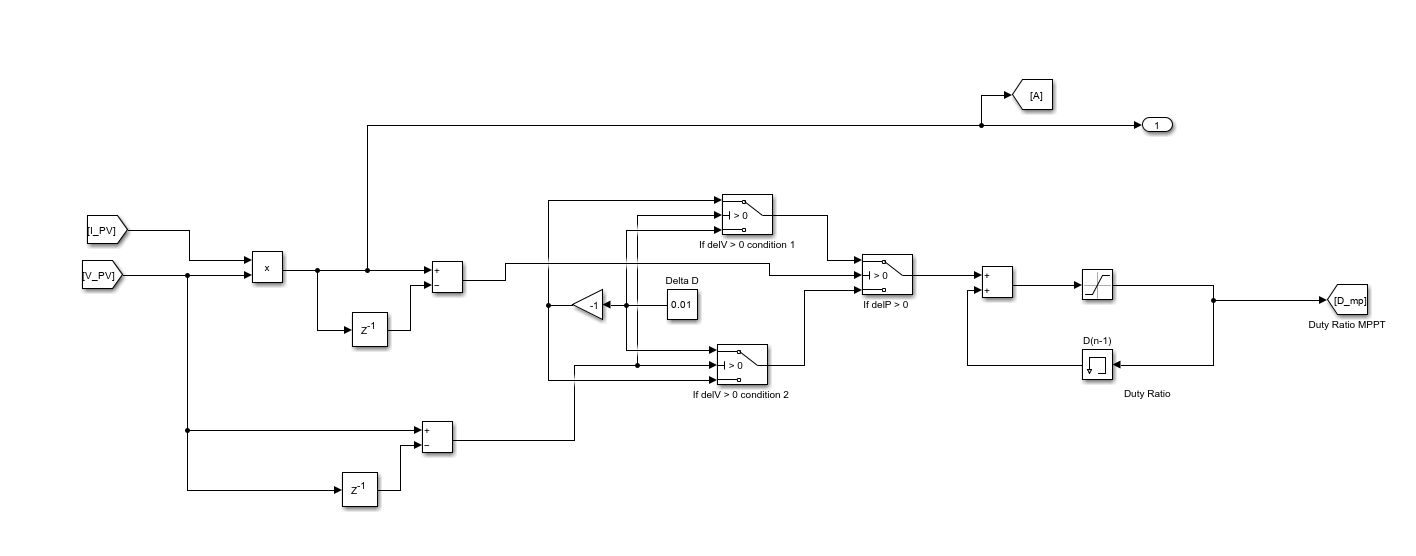 [A]
1
[I_PV]
[V_PV]
x
+
−
> 0
If delV > 0 condition 1
Delta D
0.01
-1
> 0
If delP > 0
+
+
[D_mp]
Duty Ratio MPPT
Z-1
D(n-1)
> 0
If delV > 0 condition 2
Duty Ratio
+
−
Z-1